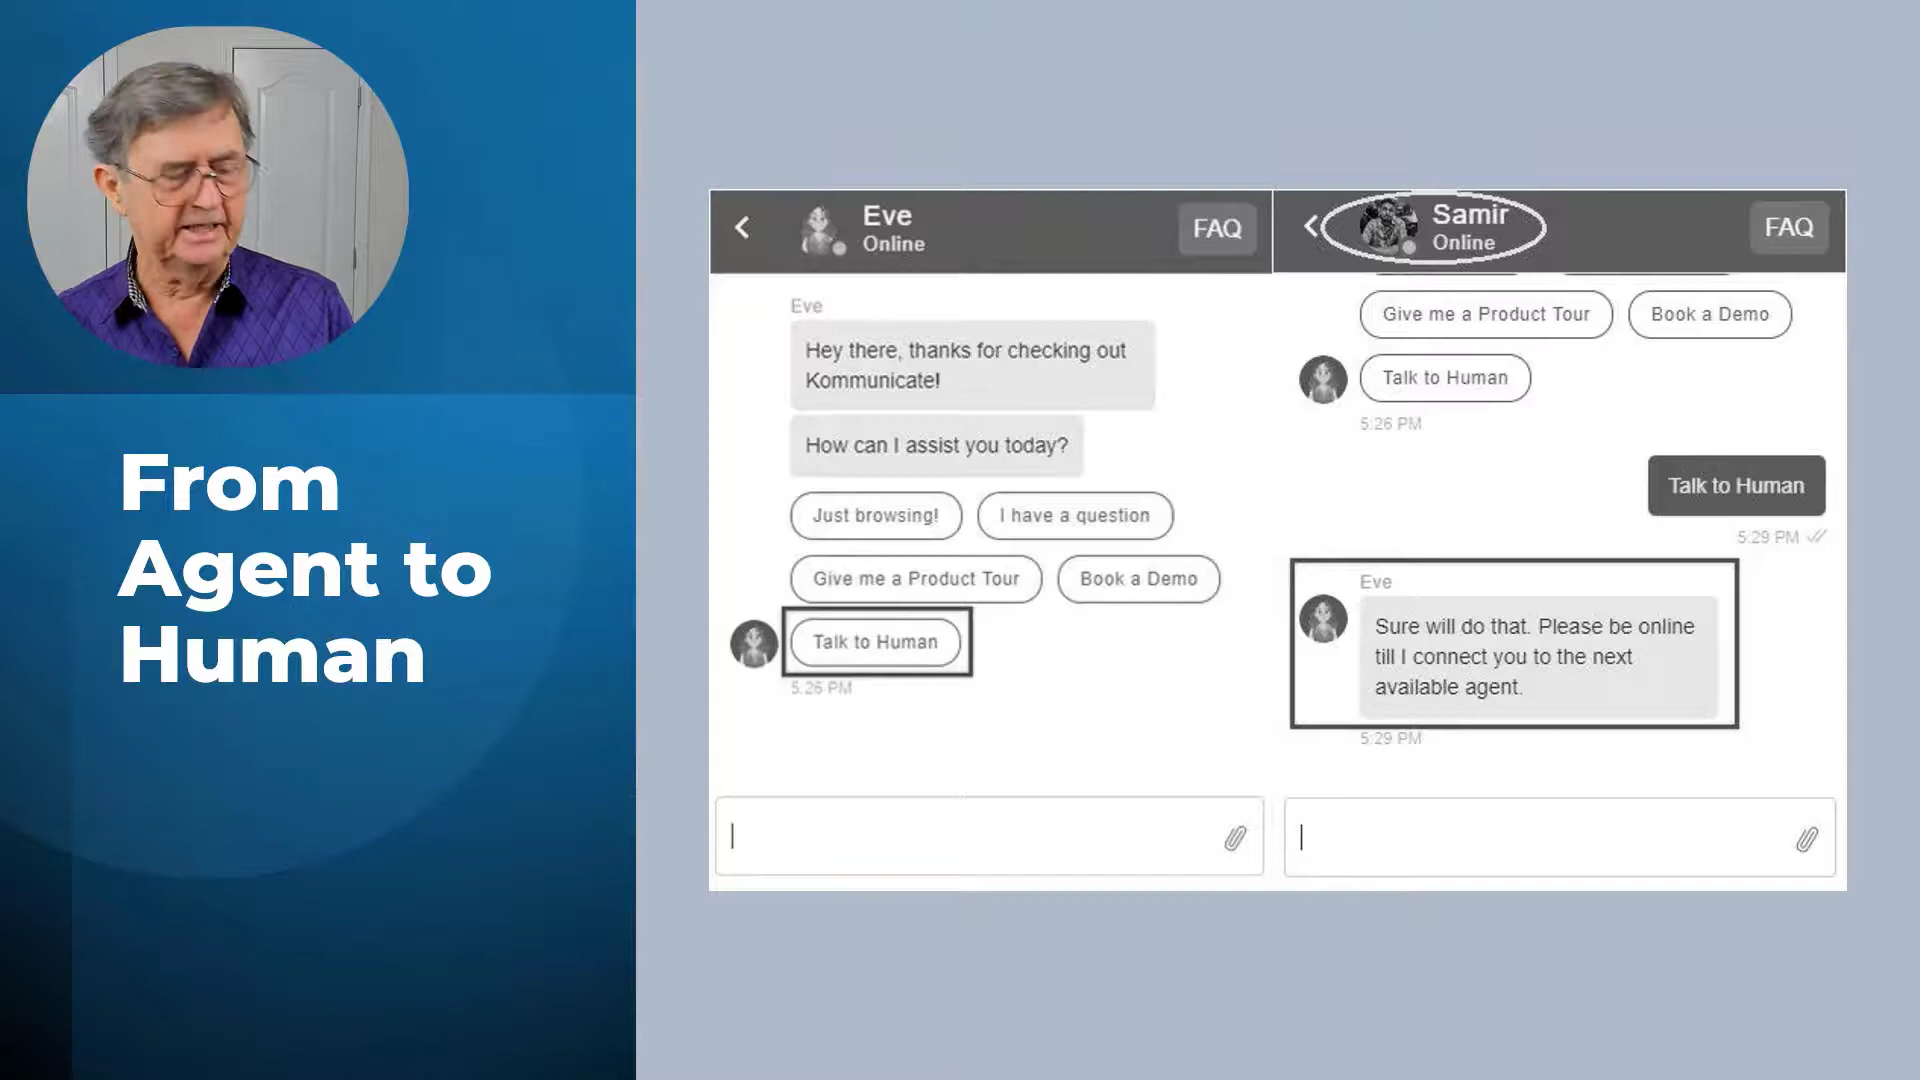 From
Agent to
Human
Eve
Online
FAQ
Eve
Hey there, thanks for checking out
Kommunicate!
How can I assist you today?
Just browsing!
I have a question
Give me a Product Tour
Book a Demo
Talk to Human
5:26 PM
Samir
Online
FAQ
Give me a Product Tour
Book a Demo
Talk to Human
5:26 PM
Talk to Human
5:29 PM
Eve
Sure will do that. Please be online
till I connect you to the next
available agent.
5:29 PM